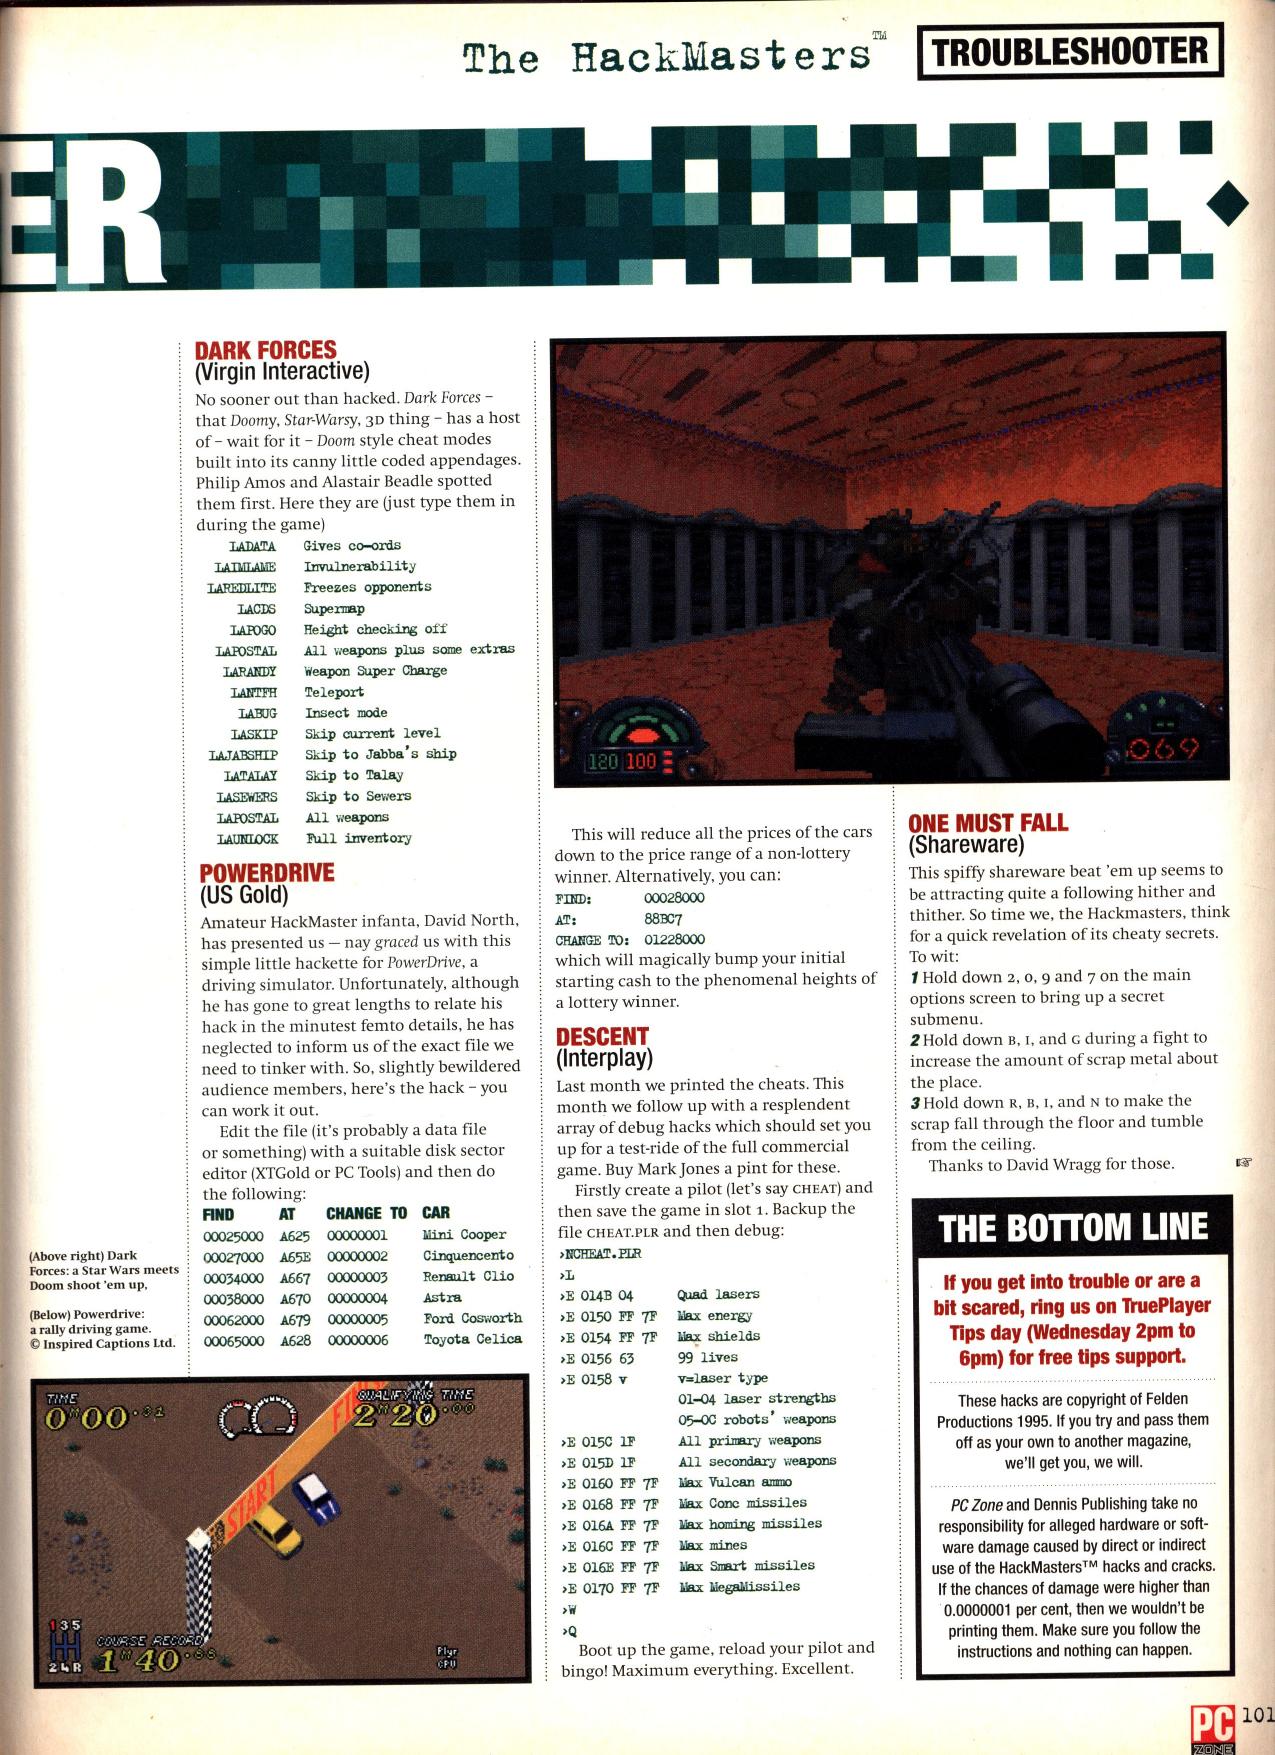 The HackMasters™
TROUBLESHOOTER
ER
DARK FORCES
(Virgin Interactive)
No sooner out than hacked. Dark Forces –
that Doomy, Star-Warsy, 3D thing – has a host
of – wait for it – Doom style cheat modes
built into its canny little coded appendages.
Philip Amos and Alastair Beadle spotted
them first. Here they are (just type them in
during the game)
LADATA Gives co-ords
LAIMLAME Invulnerability
LAREDLITE Freezes opponents
LACDS Supermap
LAPOGO Height checking off
LAPOSTAL All weapons plus some extras
LARANDY Weapon Super Charge
LANTFH Teleport
LABUG Insect mode
LASKIP Skip current level
LAJABSHIP Skip to Jabba's ship
LATALAY Skip to Talay
LASEWERS Skip to Sewers
LAPOSTAL All weapons
LAUNLOCK Full inventory
POWERDRIVE
(US Gold)
Amateur HackMaster infanta, David North,
has presented us — nay graced us with this
simple little hackette for PowerDrive, a
driving simulator. Unfortunately, although
he has gone to great lengths to relate his
hack in the minutest femto details, he has
neglected to inform us of the exact file we
need to tinker with. So, slightly bewildered
audience members, here's the hack – you
can work it out.
Edit the file (it's probably a data file
or something) with a suitable disk sector
editor (XTGold or PC Tools) and then do
the following:
FIND AT CHANGE TO CAR
00025000 A625 00000001 Mini Cooper
00027000 A65E 00000002 Cinquencento
00034000 A667 00000003 Renault Clio
00038000 A670 00000004 Astra
00062000 A679 00000005 Ford Cosworth
00065000 A628 00000006 Toyota Celica
(Above right) Dark
Forces: a Star Wars meets
Doom shoot 'em up,
(Below) Powerdrive:
a rally driving game.
© Inspired Captions Ltd.
TIME
0"00·31
QUALIFYING TIME
2"20·00
FINISH
START
1 3 5
2 4 R
COURSE RECORD
1"40·88
Plyr
CPU
180 100
069
This will reduce all the prices of the cars
down to the price range of a non-lottery
winner. Alternatively, you can:
FIND: 00028000
AT: 88BC7
CHANGE TO: 01228000
which will magically bump your initial
starting cash to the phenomenal heights of
a lottery winner.
DESCENT
(Interplay)
Last month we printed the cheats. This
month we follow up with a resplendent
array of debug hacks which should set you
up for a test-ride of the full commercial
game. Buy Mark Jones a pint for these.
Firstly create a pilot (let's say CHEAT) and
then save the game in slot 1. Backup the
file CHEAT.PLR and then debug:
>NCHEAT.PLR
>L
>E 014B 04 Quad lasers
>E 0150 FF 7F Max energy
>E 0154 FF 7F Max shields
>E 0156 63 99 lives
>E 0158 v v=laser type
01-04 laser strengths
05-0C robots' weapons
>E 015C 1F All primary weapons
>E 015D 1F All secondary weapons
>E 0160 FF 7F Max Vulcan ammo
>E 0168 FF 7F Max Conc missiles
>E 016A FF 7F Max homing missiles
>E 016C FF 7F Max mines
>E 016E FF 7F Max Smart missiles
>E 0170 FF 7F Max MegaMissiles
>W
>Q
Boot up the game, reload your pilot and
bingo! Maximum everything. Excellent.
ONE MUST FALL
(Shareware)
This spiffy shareware beat 'em up seems to
be attracting quite a following hither and
thither. So time we, the Hackmasters, think
for a quick revelation of its cheaty secrets.
To wit:
1 Hold down 2, 0, 9 and 7 on the main
options screen to bring up a secret
submenu.
2 Hold down B, I, and G during a fight to
increase the amount of scrap metal about
the place.
3 Hold down R, B, I, and N to make the
scrap fall through the floor and tumble
from the ceiling.
Thanks to David Wragg for those.
THE BOTTOM LINE
If you get into trouble or are a
bit scared, ring us on TruePlayer
Tips day (Wednesday 2pm to
6pm) for free tips support.
These hacks are copyright of Felden
Productions 1995. If you try and pass them
off as your own to another magazine,
we'll get you, we will.
PC Zone and Dennis Publishing take no
responsibility for alleged hardware or soft-
ware damage caused by direct or indirect
use of the HackMasters™ hacks and cracks.
If the chances of damage were higher than
0.0000001 per cent, then we wouldn't be
printing them. Make sure you follow the
instructions and nothing can happen.
PC ZONE
101